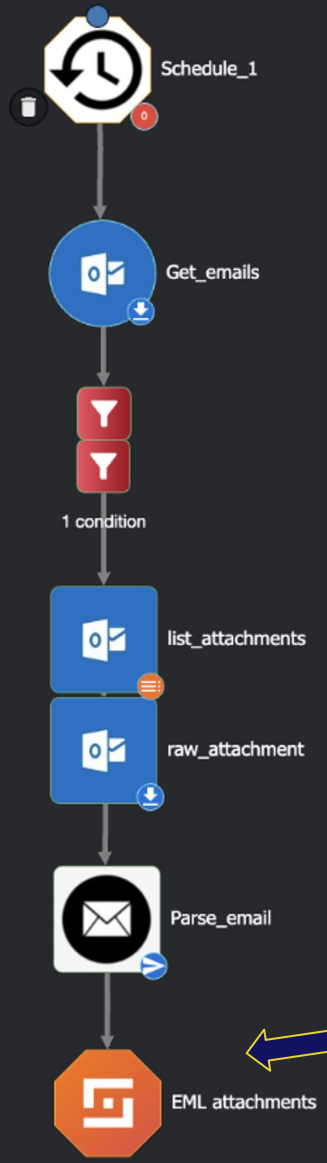 Schedule_1
0
Get_emails
1 condition
list_attachments
raw_attachment
Parse_email
EML attachments